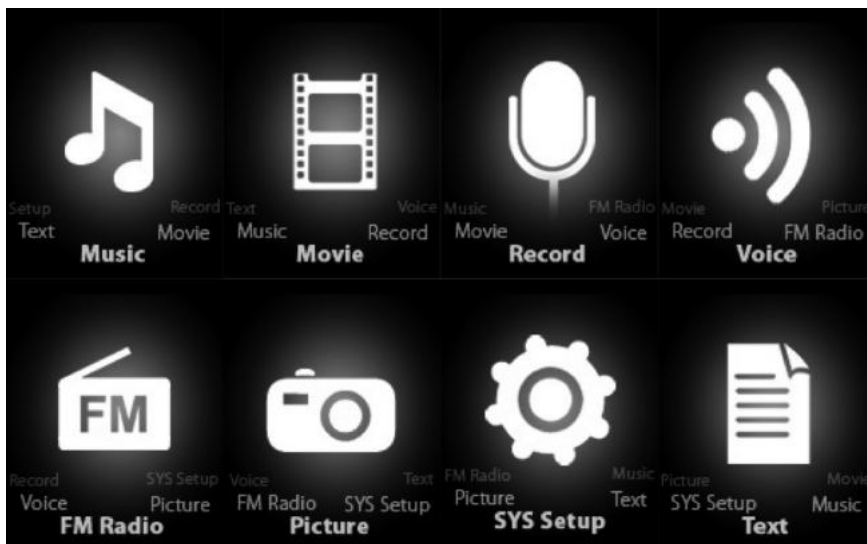 Setup Record
Text Movie
Music
Text Voice
Music Record
Movie
Music FM Radio
Movie Voice
Record
Movie Picture
Record FM Radio
Voice
FM
Record SYS Setup
Voice Picture
FM Radio
Voice Text
FM Radio SYS Setup
Picture
FM Radio Music
Picture Text
SYS Setup
Picture Movie
SYS Setup Music
Text